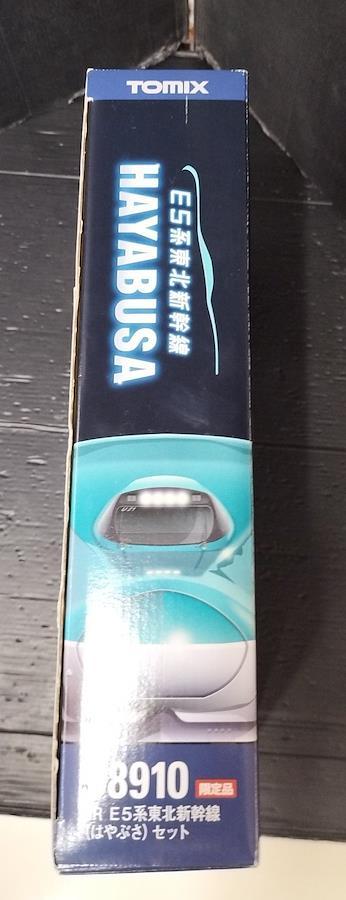 TOMIX
E5系東北新幹線
HAYABUSA
U21
8910 限定品
R E5系東北新幹線
(はやぶさ) セット